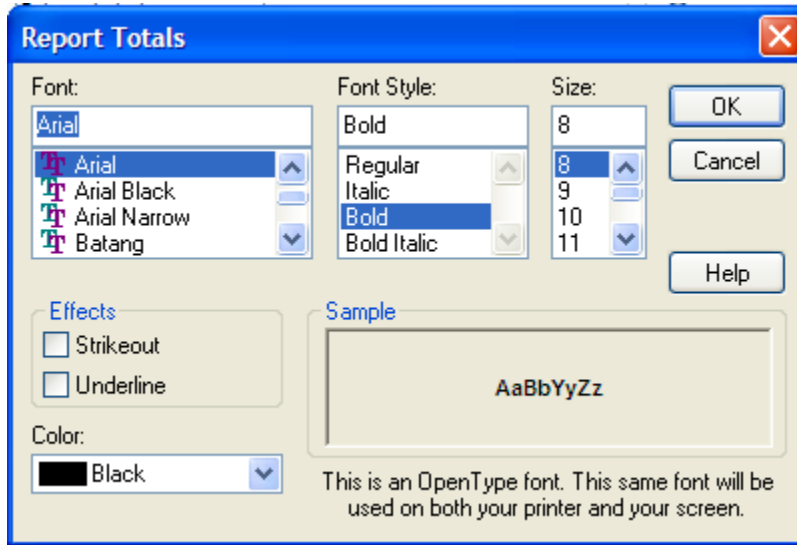 Report Totals
Font:
Font Style:
Size:
Arial
Bold
8
OK
Arial
Arial Black
Arial Narrow
Batang
Regular
Italic
Bold
Bold Italic
8
9
10
11
Cancel
Help
Effects
Strikeout
Underline
Sample
AaBbYyZz
Color:
Black
This is an OpenType font. This same font will be
used on both your printer and your screen.